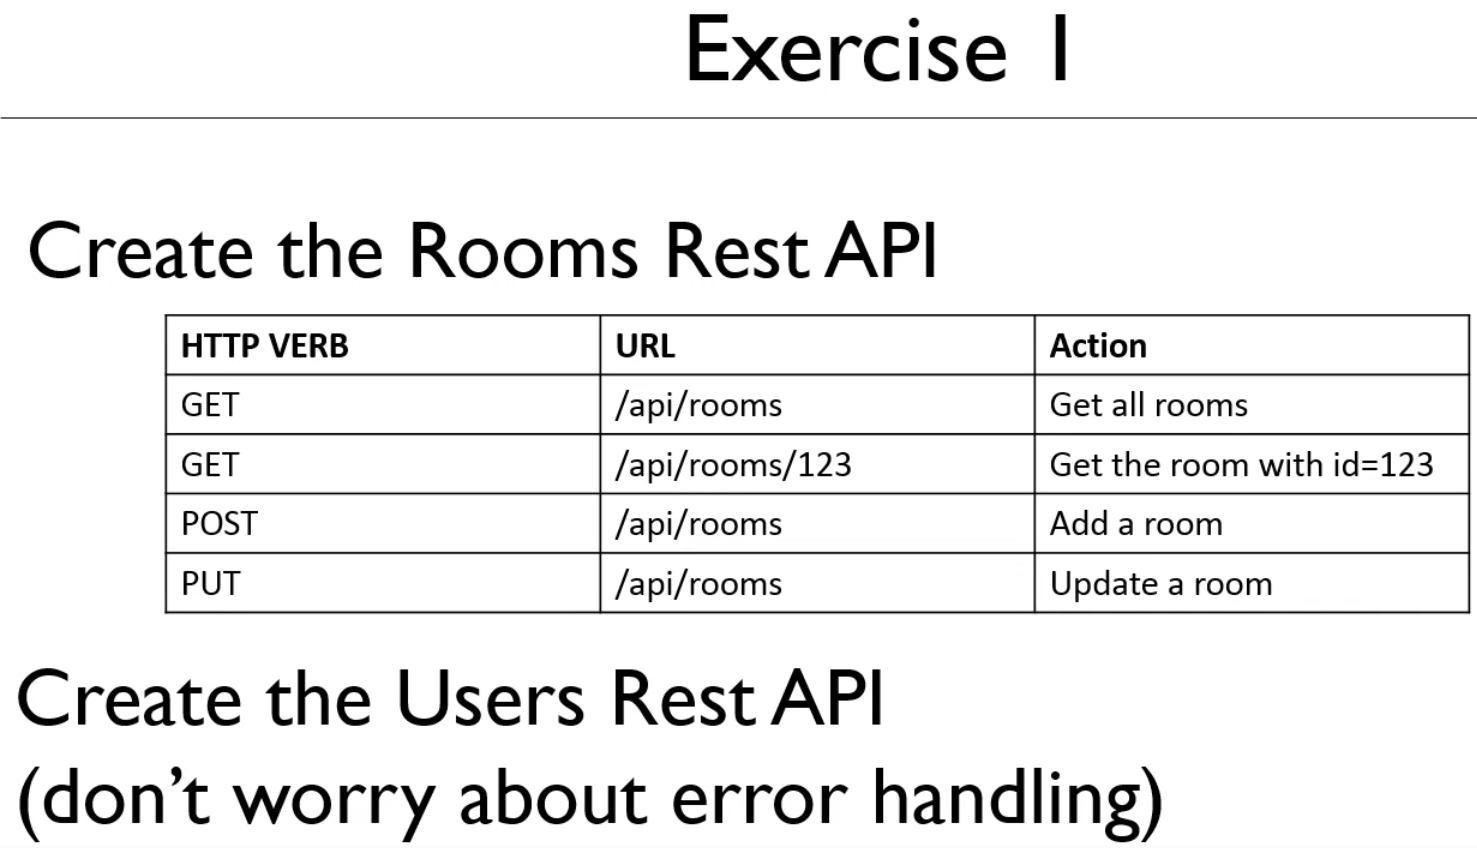 Exercise 1
Create the Rooms Rest API
HTTP VERB URL Action
GET /api/rooms Get all rooms
GET /api/rooms/123 Get the room with id=123
POST /api/rooms Add a room
PUT /api/rooms Update a room
Create the Users Rest API
(don’t worry about error handling)